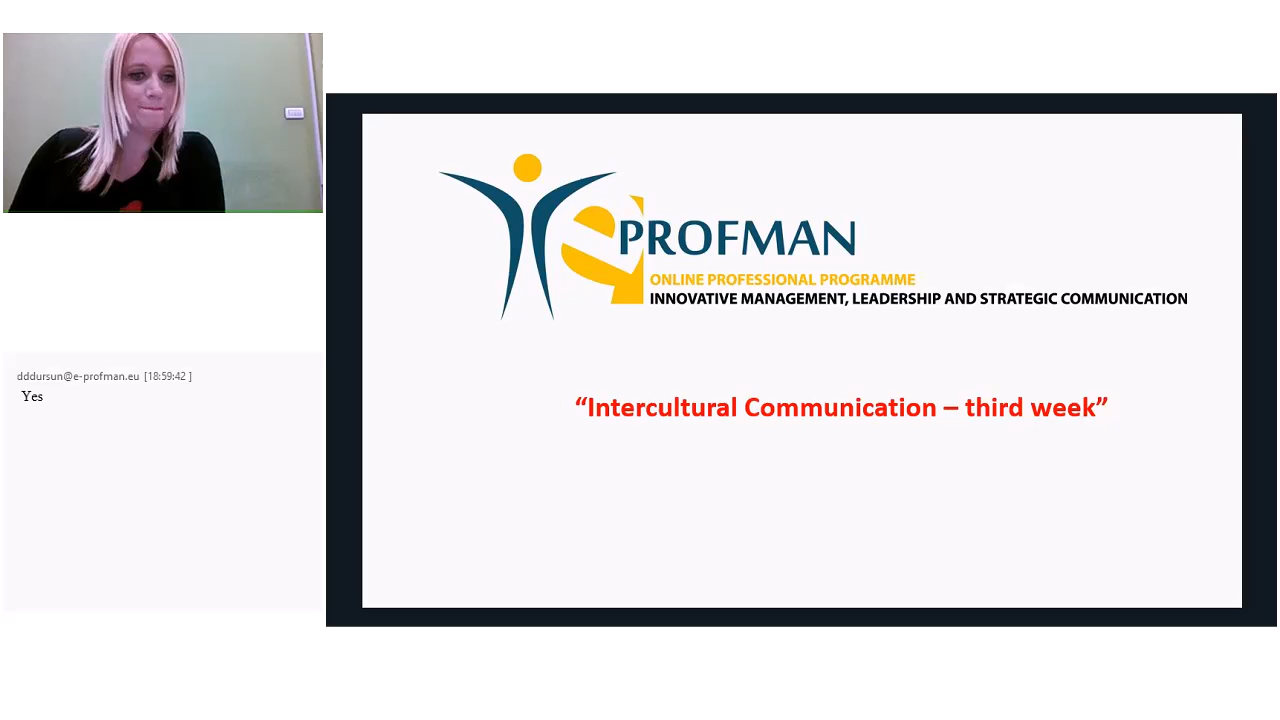 e PROFMAN
ONLINE PROFESSIONAL PROGRAMME
INNOVATIVE MANAGEMENT, LEADERSHIP AND STRATEGIC COMMUNICATION
dddursun@e-profman.eu [18:59:42 ]
Yes
“Intercultural Communication – third week”